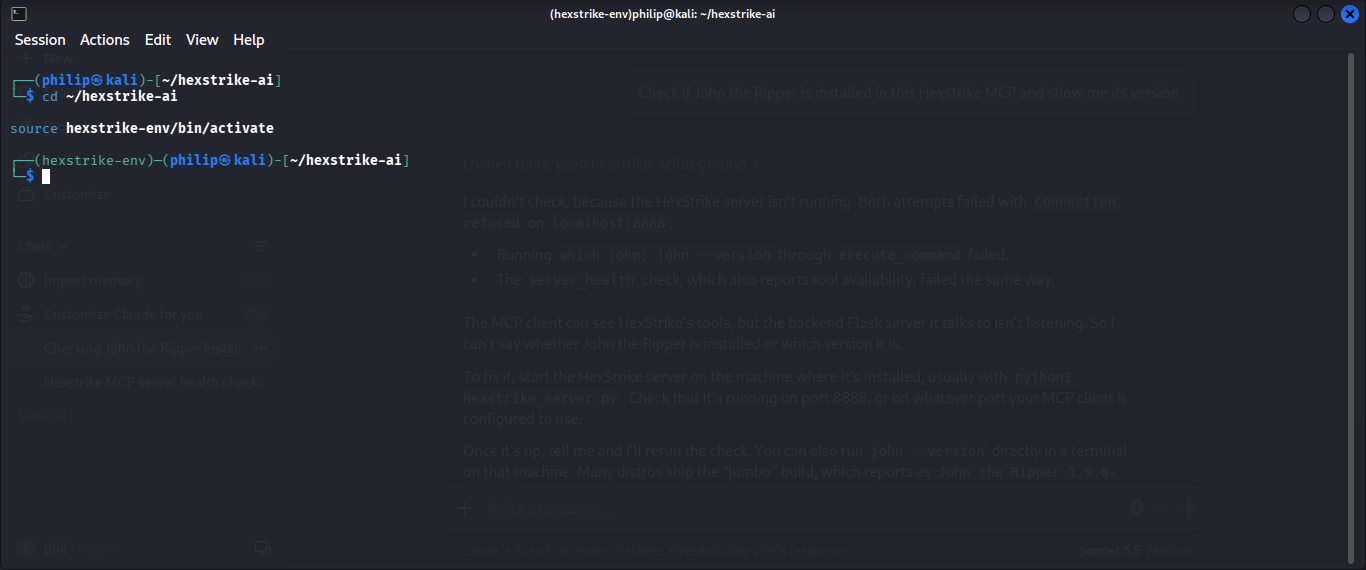 (hexstrike-env)philip@kali: ~/hexstrike-ai
Session Actions Edit View Help
┌──(philip㉿kali)-[~/hexstrike-ai]
└─$ cd ~/hexstrike-ai
source hexstrike-env/bin/activate
┌──(hexstrike-env)─(philip㉿kali)-[~/hexstrike-ai]
└─$
New
Customize
Chats
Import memory
Customize Claude for you
Checking John the Ripper install
Hexstrike MCP server health check
View all
phil Free
Check if John the Ripper is installed in this Hexstrike MCP and show me its version
Loaded tools, used hexstrike-ai integration >
I couldn't check, because the HexStrike server isn't running. Both attempts failed with Connection
refused on localhost:8888:
• Running which john; john --version through execute_command failed.
• The server_health check, which also reports tool availability, failed the same way.
The MCP client can see HexStrike's tools, but the backend Flask server it talks to isn't listening. So I
can't say whether John the Ripper is installed or which version it is.
To fix it, start the HexStrike server on the machine where it's installed, usually with python3
hexstrike_server.py. Check that it's running on port 8888, or on whatever port your MCP client is
configured to use.
Once it's up, tell me and I'll rerun the check. You can also run john --version directly in a terminal
on that machine. Many distros ship the "jumbo" build, which reports as John the Ripper 1.9.0-
Write a message...
Sonnet 5.5 Medium